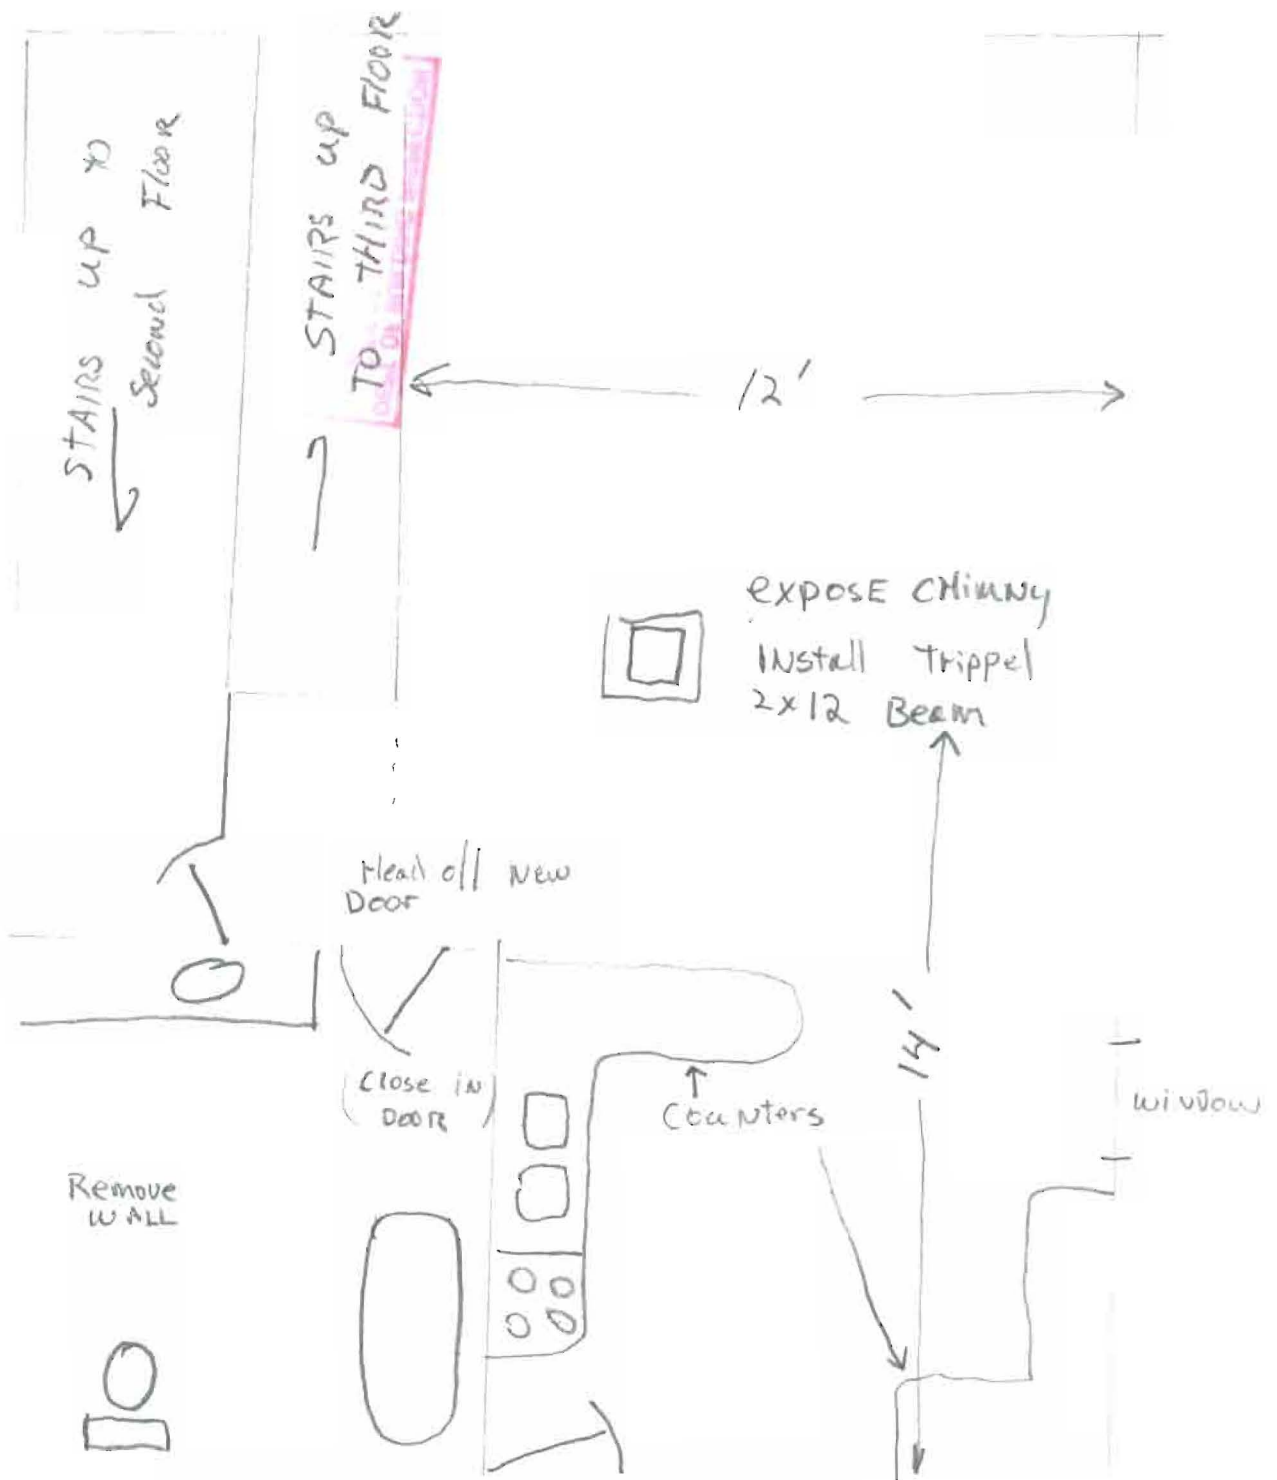 STAIRS UP TO
Second Floor
STAIIRS up
TO THIRD FlOOR
12'
exposE CHimNy
INstall Trippel
2x12 Beam
Head off New
Door
14'
(Close iN
DOOR)
CouNters
wiNDow
Remove
WALL